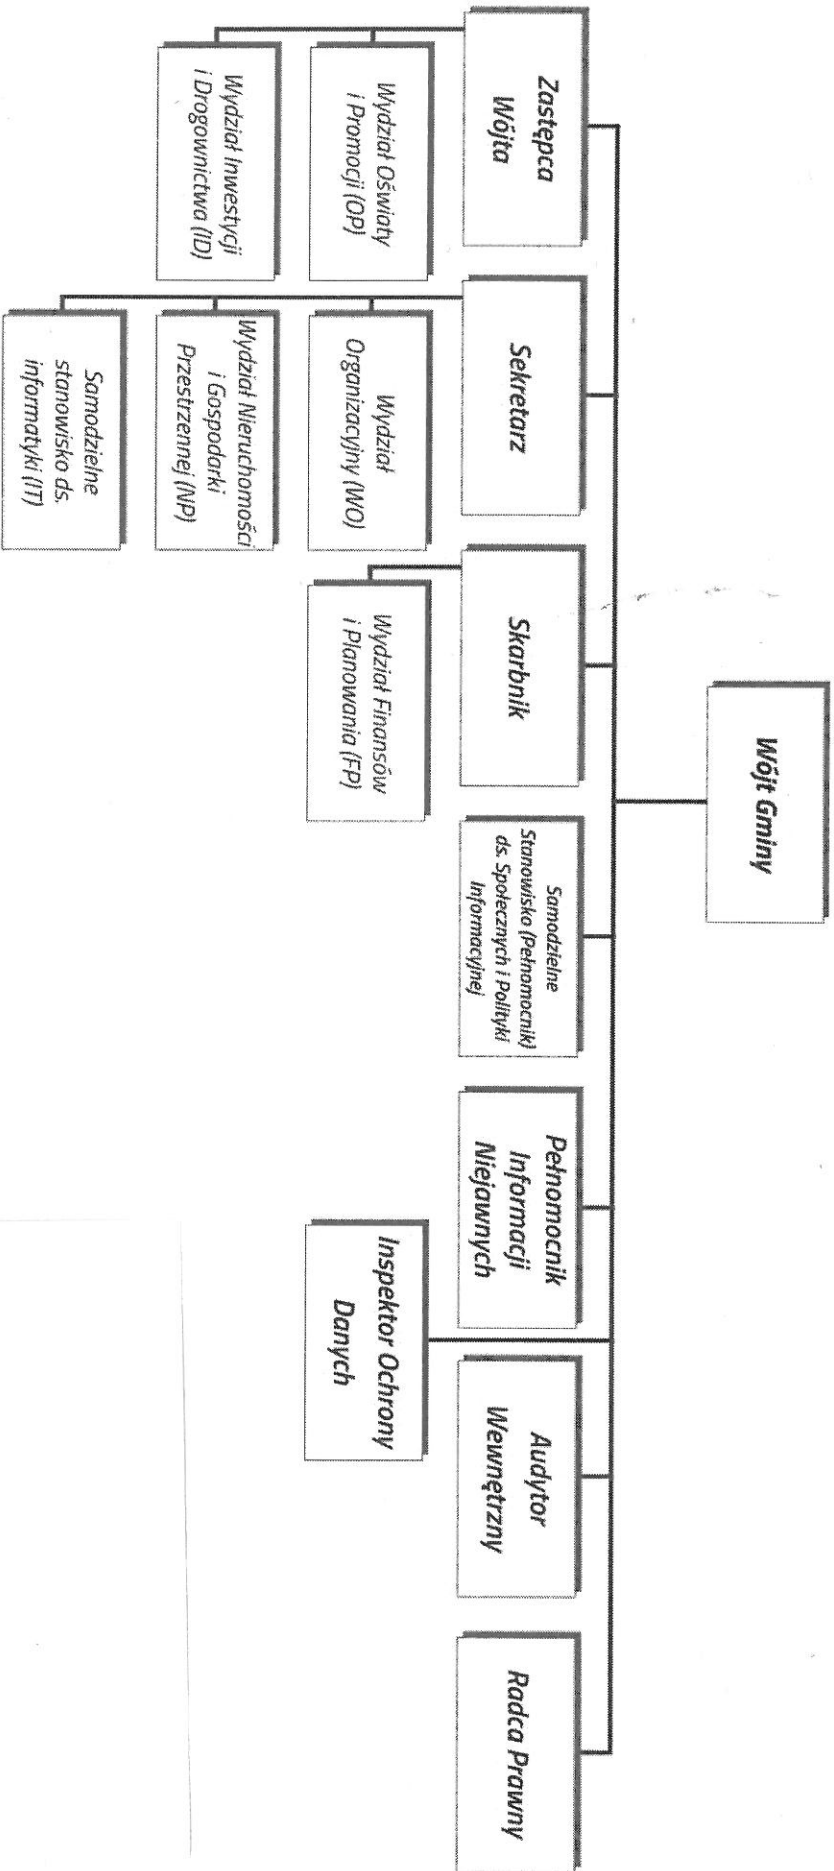 Wójt Gminy
Zastępca
Wójta
Sekretarz
Skarbnik
Samodzielne
Stanowisko (Pełnomocnik)
ds. Społecznych i Polityki
Informacyjnej
Pełnomocnik
Informacji
Niejawnych
Audytor
Wewnętrzny
Radca Prawny
Wydział Oświaty
i Promocji (OP)
Wydział
Organizacyjny (WO)
Wydział Finansów
i Planowania (FP)
Inspektor Ochrony
Danych
Wydział Inwestycji
i Drogownictwa (ID)
Wydział Nieruchomości
i Gospodarki
Przestrzennej (NP)
Samodzielne
stanowisko ds.
informatyki (IT)